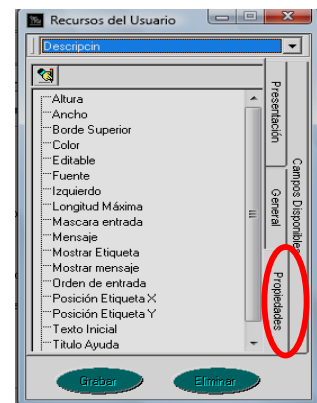 Recursos del Usuario
Descripcin
Altura
Ancho
Borde Superior
Color
Editable
Fuente
Izquierdo
Longitud Máxima
Mascara entrada
Mensaje
Mostrar Etiqueta
Mostrar mensaje
Orden de entrada
Posición Etiqueta X
Posición Etiqueta Y
Texto Inicial
Titulo Ayuda
Presentación
General
Propiedades
Campos Disponibles
Grabar
Eliminar